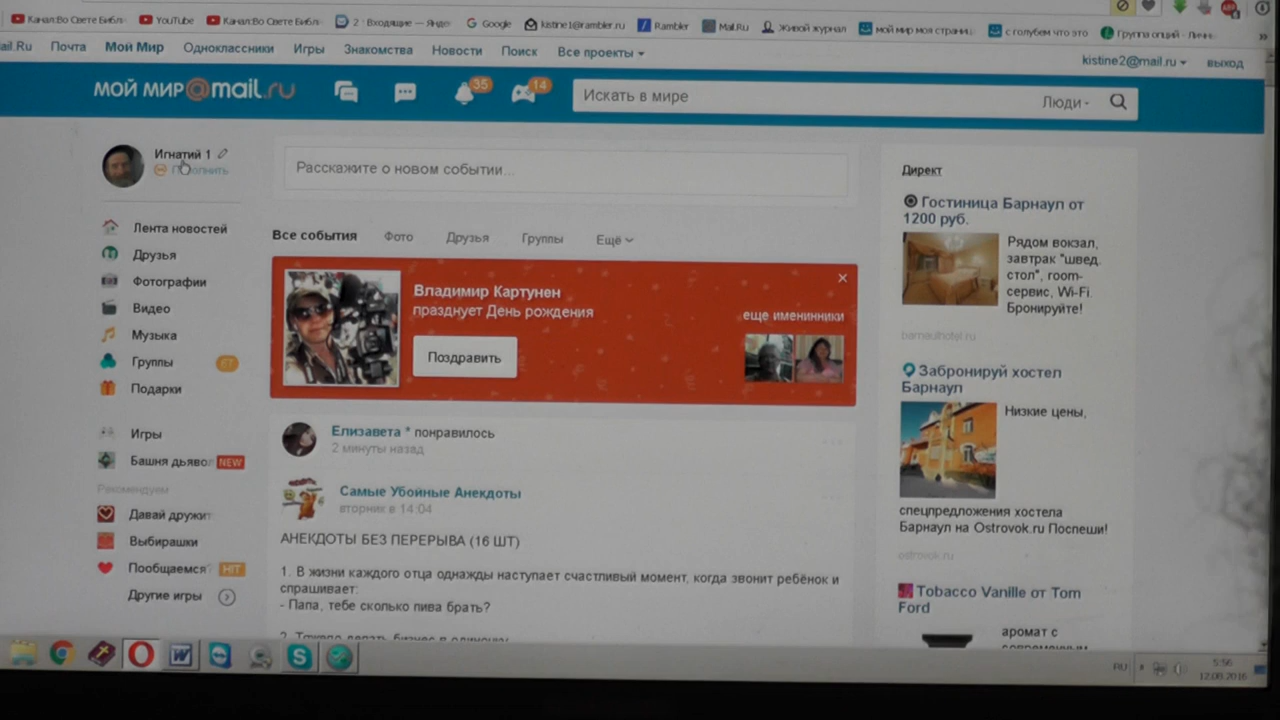 Канал:Во Свете Библ
YouTube
Канал:Во Свете Библ
2 : Входящие — Янде
Google
kistine1@rambler.ru
Rambler
Mail.Ru
Живой журнал
мой мир моя страниц
с голубем что это
Группа опций - Личн
ail.Ru Почта Мой Мир Одноклассники Игры Знакомства Новости Поиск Все проекты
kistine2@mail.ru выход
МОЙ МИР@mail.ru
35
14
Искать в мире
Люди
Игнатий 1
Расскажите о новом событии...
Лента новостей
Друзья
Фотографии
Видео
Музыка
Группы
Подарки
Игры
Башня дьявол NEW
Рекомендуем
Давай дружит
Выбирашки
Пообщаемся? HIT
Другие игры
Все события Фото Друзья Группы Ещё
Владимир Картунен
празднует День рождения
Поздравить
еще именинники
Елизавета * понравилось
2 минуты назад
Самые Убойные Анекдоты
вторник в 14:04
АНЕКДОТЫ БЕЗ ПЕРЕРЫВА (16 ШТ)
1. В жизни каждого отца однажды наступает счастливый момент, когда звонит ребёнок и
спрашивает:
- Папа, тебе сколько пива брать?
Директ
Гостиница Барнаул от
1200 руб.
Рядом вокзал,
завтрак "швед.
стол", room-
сервис, Wi-Fi.
Бронируйте!
barnaulhotel.ru
Забронируй хостел
Барнаул
Низкие цены,
спецпредложения хостела
Барнаул на Ostrovok.ru Поспеши!
ostrovok.ru
Tobacco Vanille от Tom
Ford
аромат с
RU
5:56
12.08.2016